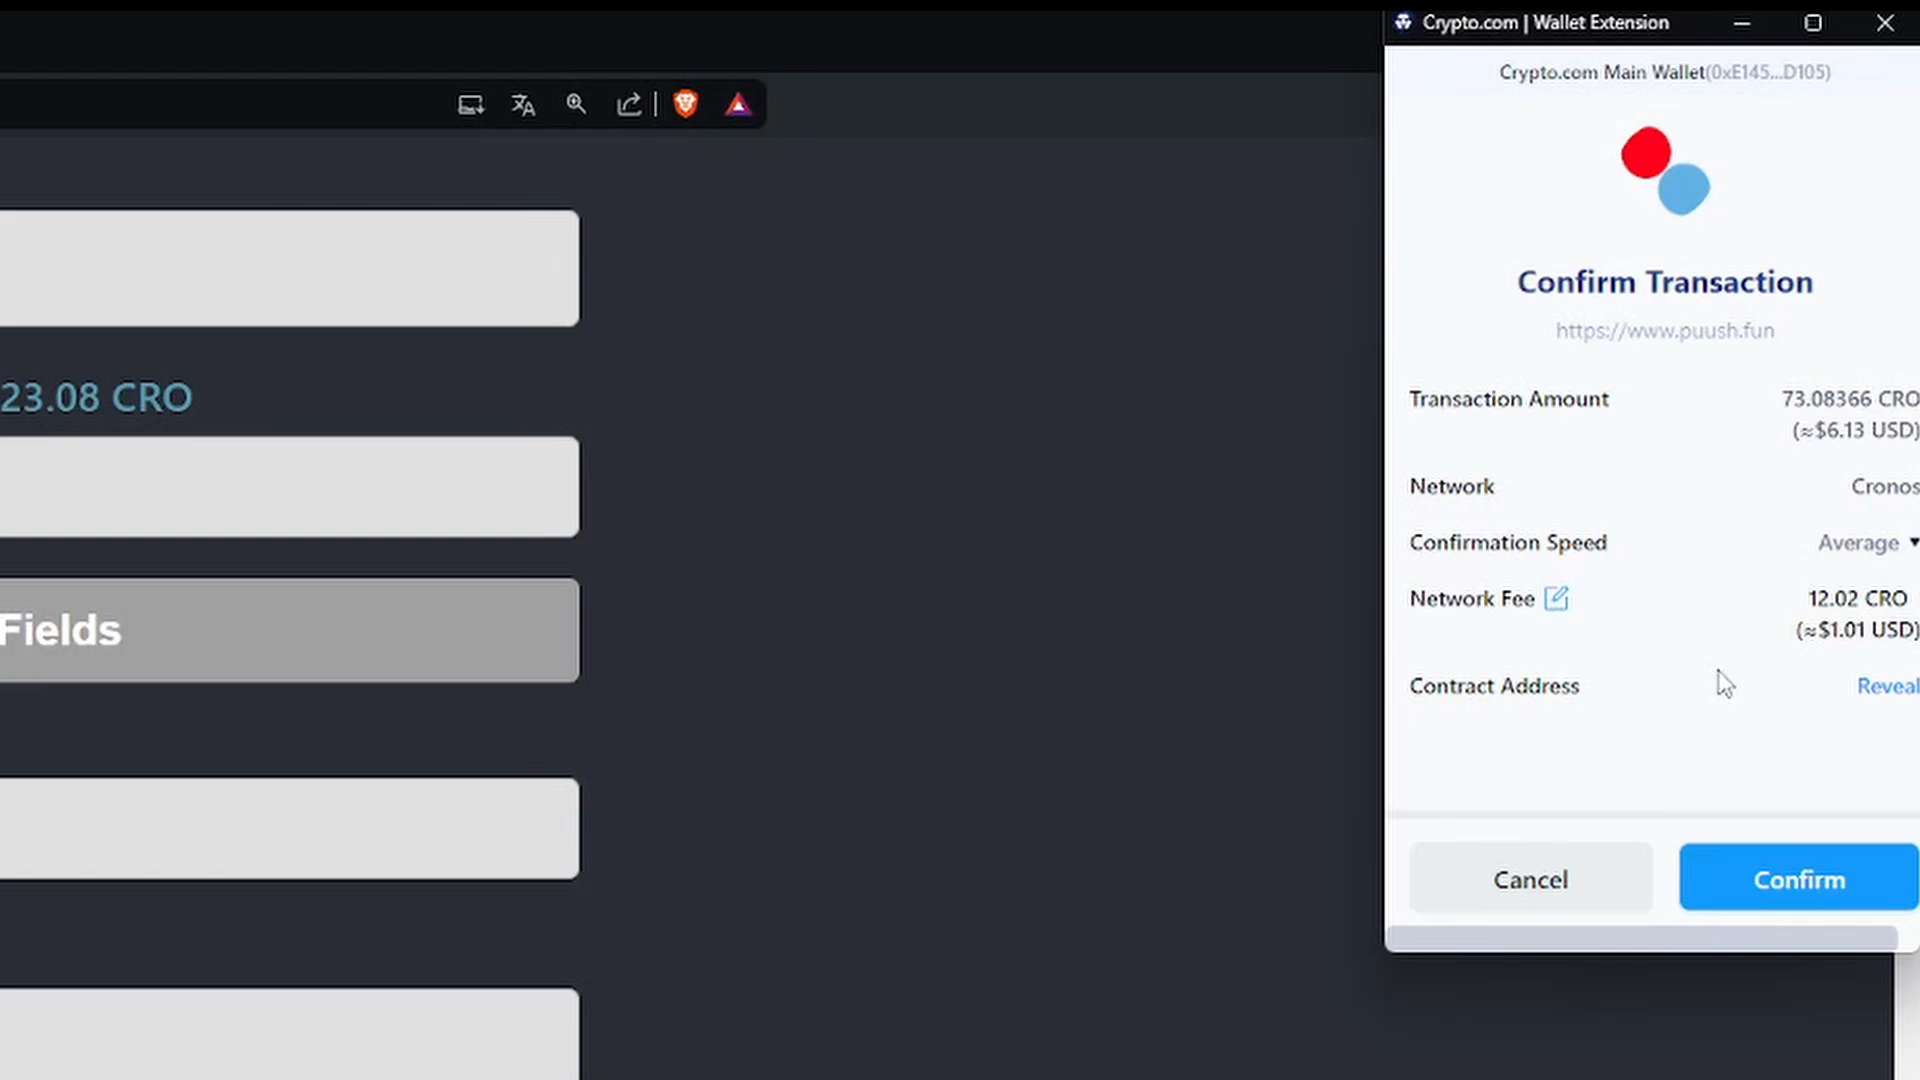 Crypto.com | Wallet Extension
Crypto.com Main Wallet(0xE145...D105)
Confirm Transaction
https://www.puush.fun
23.08 CRO
Fields
Transaction Amount 73.08366 CRO
(≈$6.13 USD)
Network Cronos
Confirmation Speed Average
Network Fee 12.02 CRO
(≈$1.01 USD)
Contract Address Reveal
Cancel Confirm